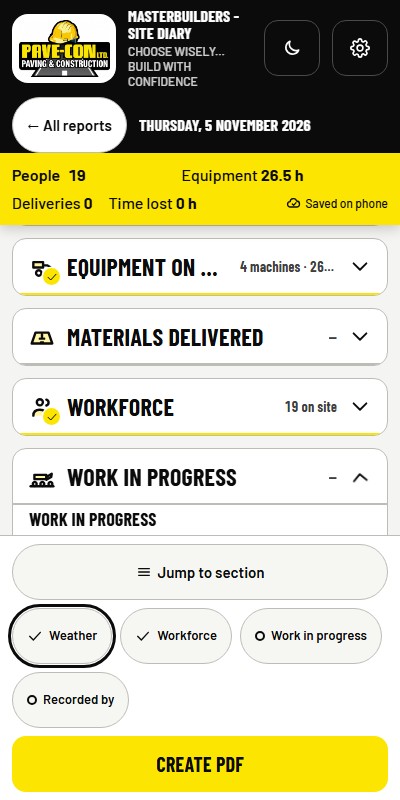 MASTERBUILDERS -
SITE DIARY
CHOOSE WISELY...
BUILD WITH
CONFIDENCE
PAVE-CON LTD.
PAVING & CONSTRUCTION
← All reports
THURSDAY, 5 NOVEMBER 2026
People 19
Equipment 26.5 h
Deliveries 0 Time lost 0 h
Saved on phone
EQUIPMENT ON ...
4 machines · 26...
MATERIALS DELIVERED
–
WORKFORCE
19 on site
WORK IN PROGRESS
–
WORK IN PROGRESS
Jump to section
Weather
Workforce
Work in progress
Recorded by
CREATE PDF